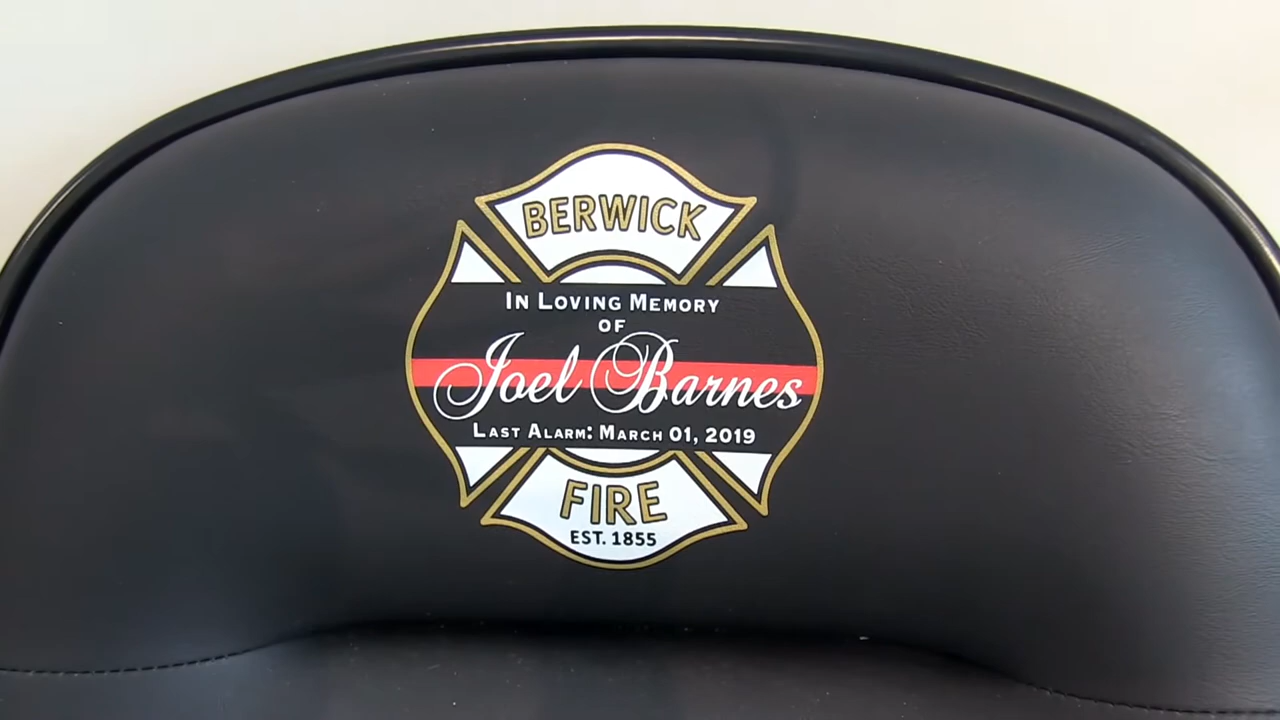 BERWICK
IN LOVING MEMORY
OF
Joel Barnes
LAST ALARM: MARCH 01, 2019
FIRE
EST. 1855